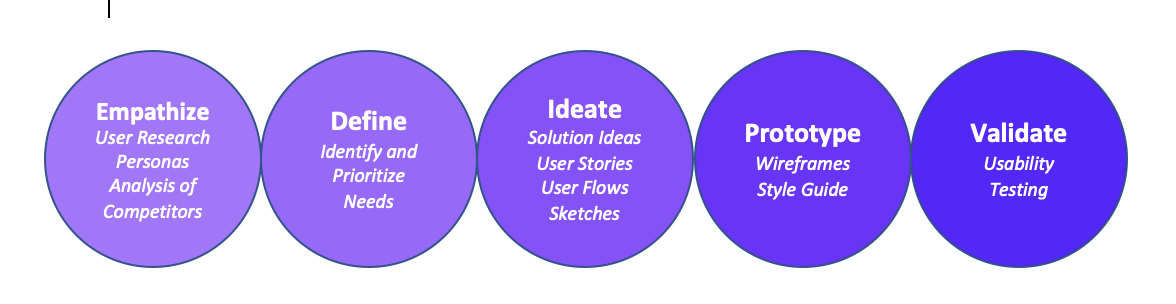 Empathize
User Research
Personas
Analysis of
Competitors
Define
Identify and
Prioritize
Needs
Ideate
Solution Ideas
User Stories
User Flows
Sketches
Prototype
Wireframes
Style Guide
Validate
Usability
Testing